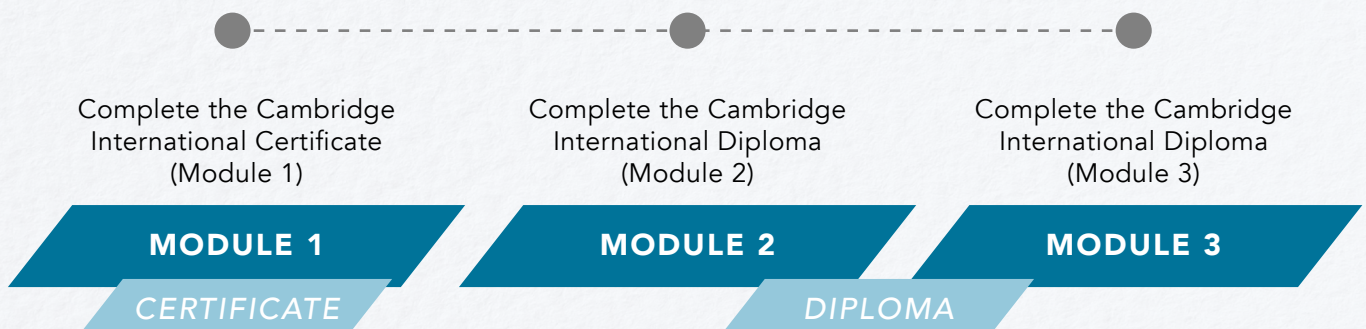 Complete the Cambridge
International Certificate
(Module 1)
MODULE 1
CERTIFICATE
Complete the Cambridge
International Diploma
(Module 2)
MODULE 2
Complete the Cambridge
International Diploma
(Module 3)
MODULE 3
DIPLOMA